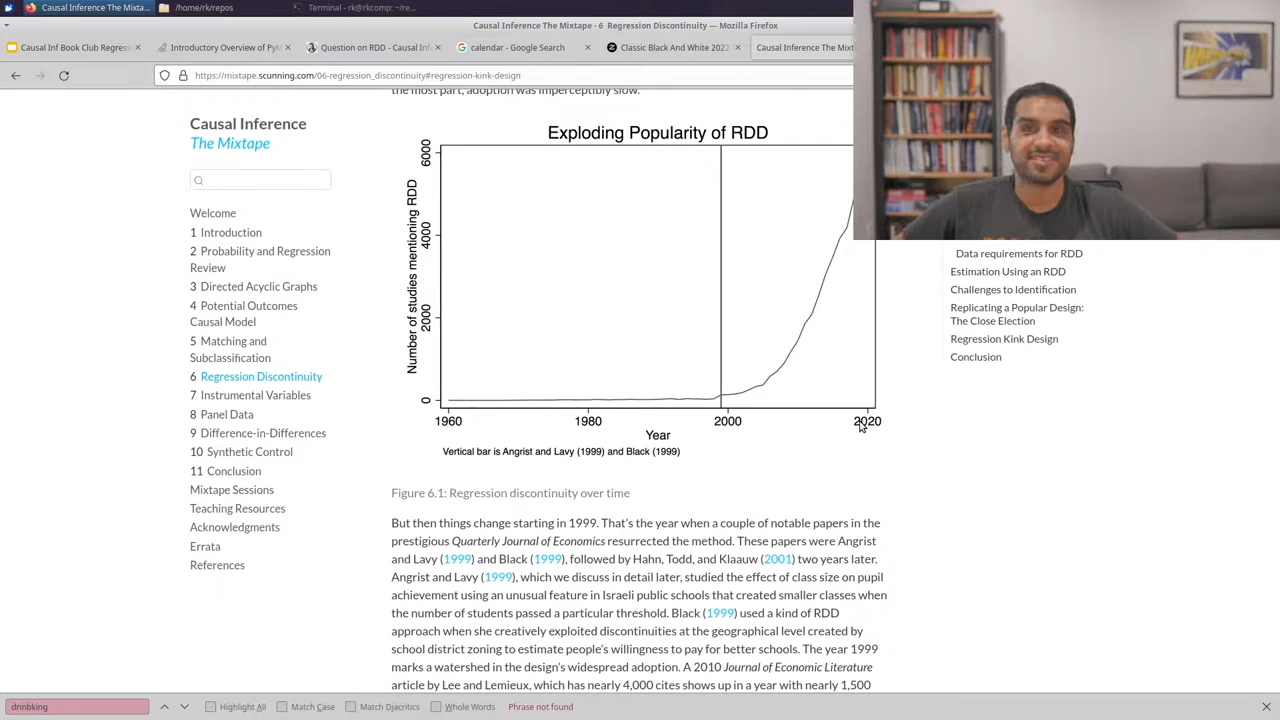 Causal Inference The Mixta...
/home/rk/repos
Terminal - rk@rkcomp: ~/re...
Causal Inference The Mixtape - 6 Regression Discontinuity — Mozilla Firefox
Causal Inf Book Club Regres
Introductory Overview of PyM
Question on RDD - Causal Inf
calendar - Google Search
Classic Black And White 2022
Causal Inference The Mixta
https://mixtape.scunning.com/06-regression_discontinuity#regression-kink-design
the most part, adoption was imperceptibly slow.
Causal Inference
The Mixtape
Welcome
1 Introduction
2 Probability and Regression
Review
3 Directed Acyclic Graphs
4 Potential Outcomes
Causal Model
5 Matching and
Subclassification
6 Regression Discontinuity
7 Instrumental Variables
8 Panel Data
9 Difference-in-Differences
10 Synthetic Control
11 Conclusion
Mixtape Sessions
Teaching Resources
Acknowledgments
Errata
References
Exploding Popularity of RDD
Number of studies mentioning RDD
6000
4000
2000
0
1960
1980
2000
2020
Year
Vertical bar is Angrist and Lavy (1999) and Black (1999)
Figure 6.1: Regression discontinuity over time
But then things change starting in 1999. That's the year when a couple of notable papers in the
prestigious Quarterly Journal of Economics resurrected the method. These papers were Angrist
and Lavy (1999) and Black (1999), followed by Hahn, Todd, and Klaauw (2001) two years later.
Angrist and Lavy (1999), which we discuss in detail later, studied the effect of class size on pupil
achievement using an unusual feature in Israeli public schools that created smaller classes when
the number of students passed a particular threshold. Black (1999) used a kind of RDD
approach when she creatively exploited discontinuities at the geographical level created by
school district zoning to estimate people's willingness to pay for better schools. The year 1999
marks a watershed in the design's widespread adoption. A 2010 Journal of Economic Literature
article by Lee and Lemieux, which has nearly 4,000 cites shows up in a year with nearly 1,500
Data requirements for RDD
Estimation Using an RDD
Challenges to Identification
Replicating a Popular Design:
The Close Election
Regression Kink Design
Conclusion
drinbking
Highlight All
Match Case
Match Diacritics
Whole Words
Phrase not found